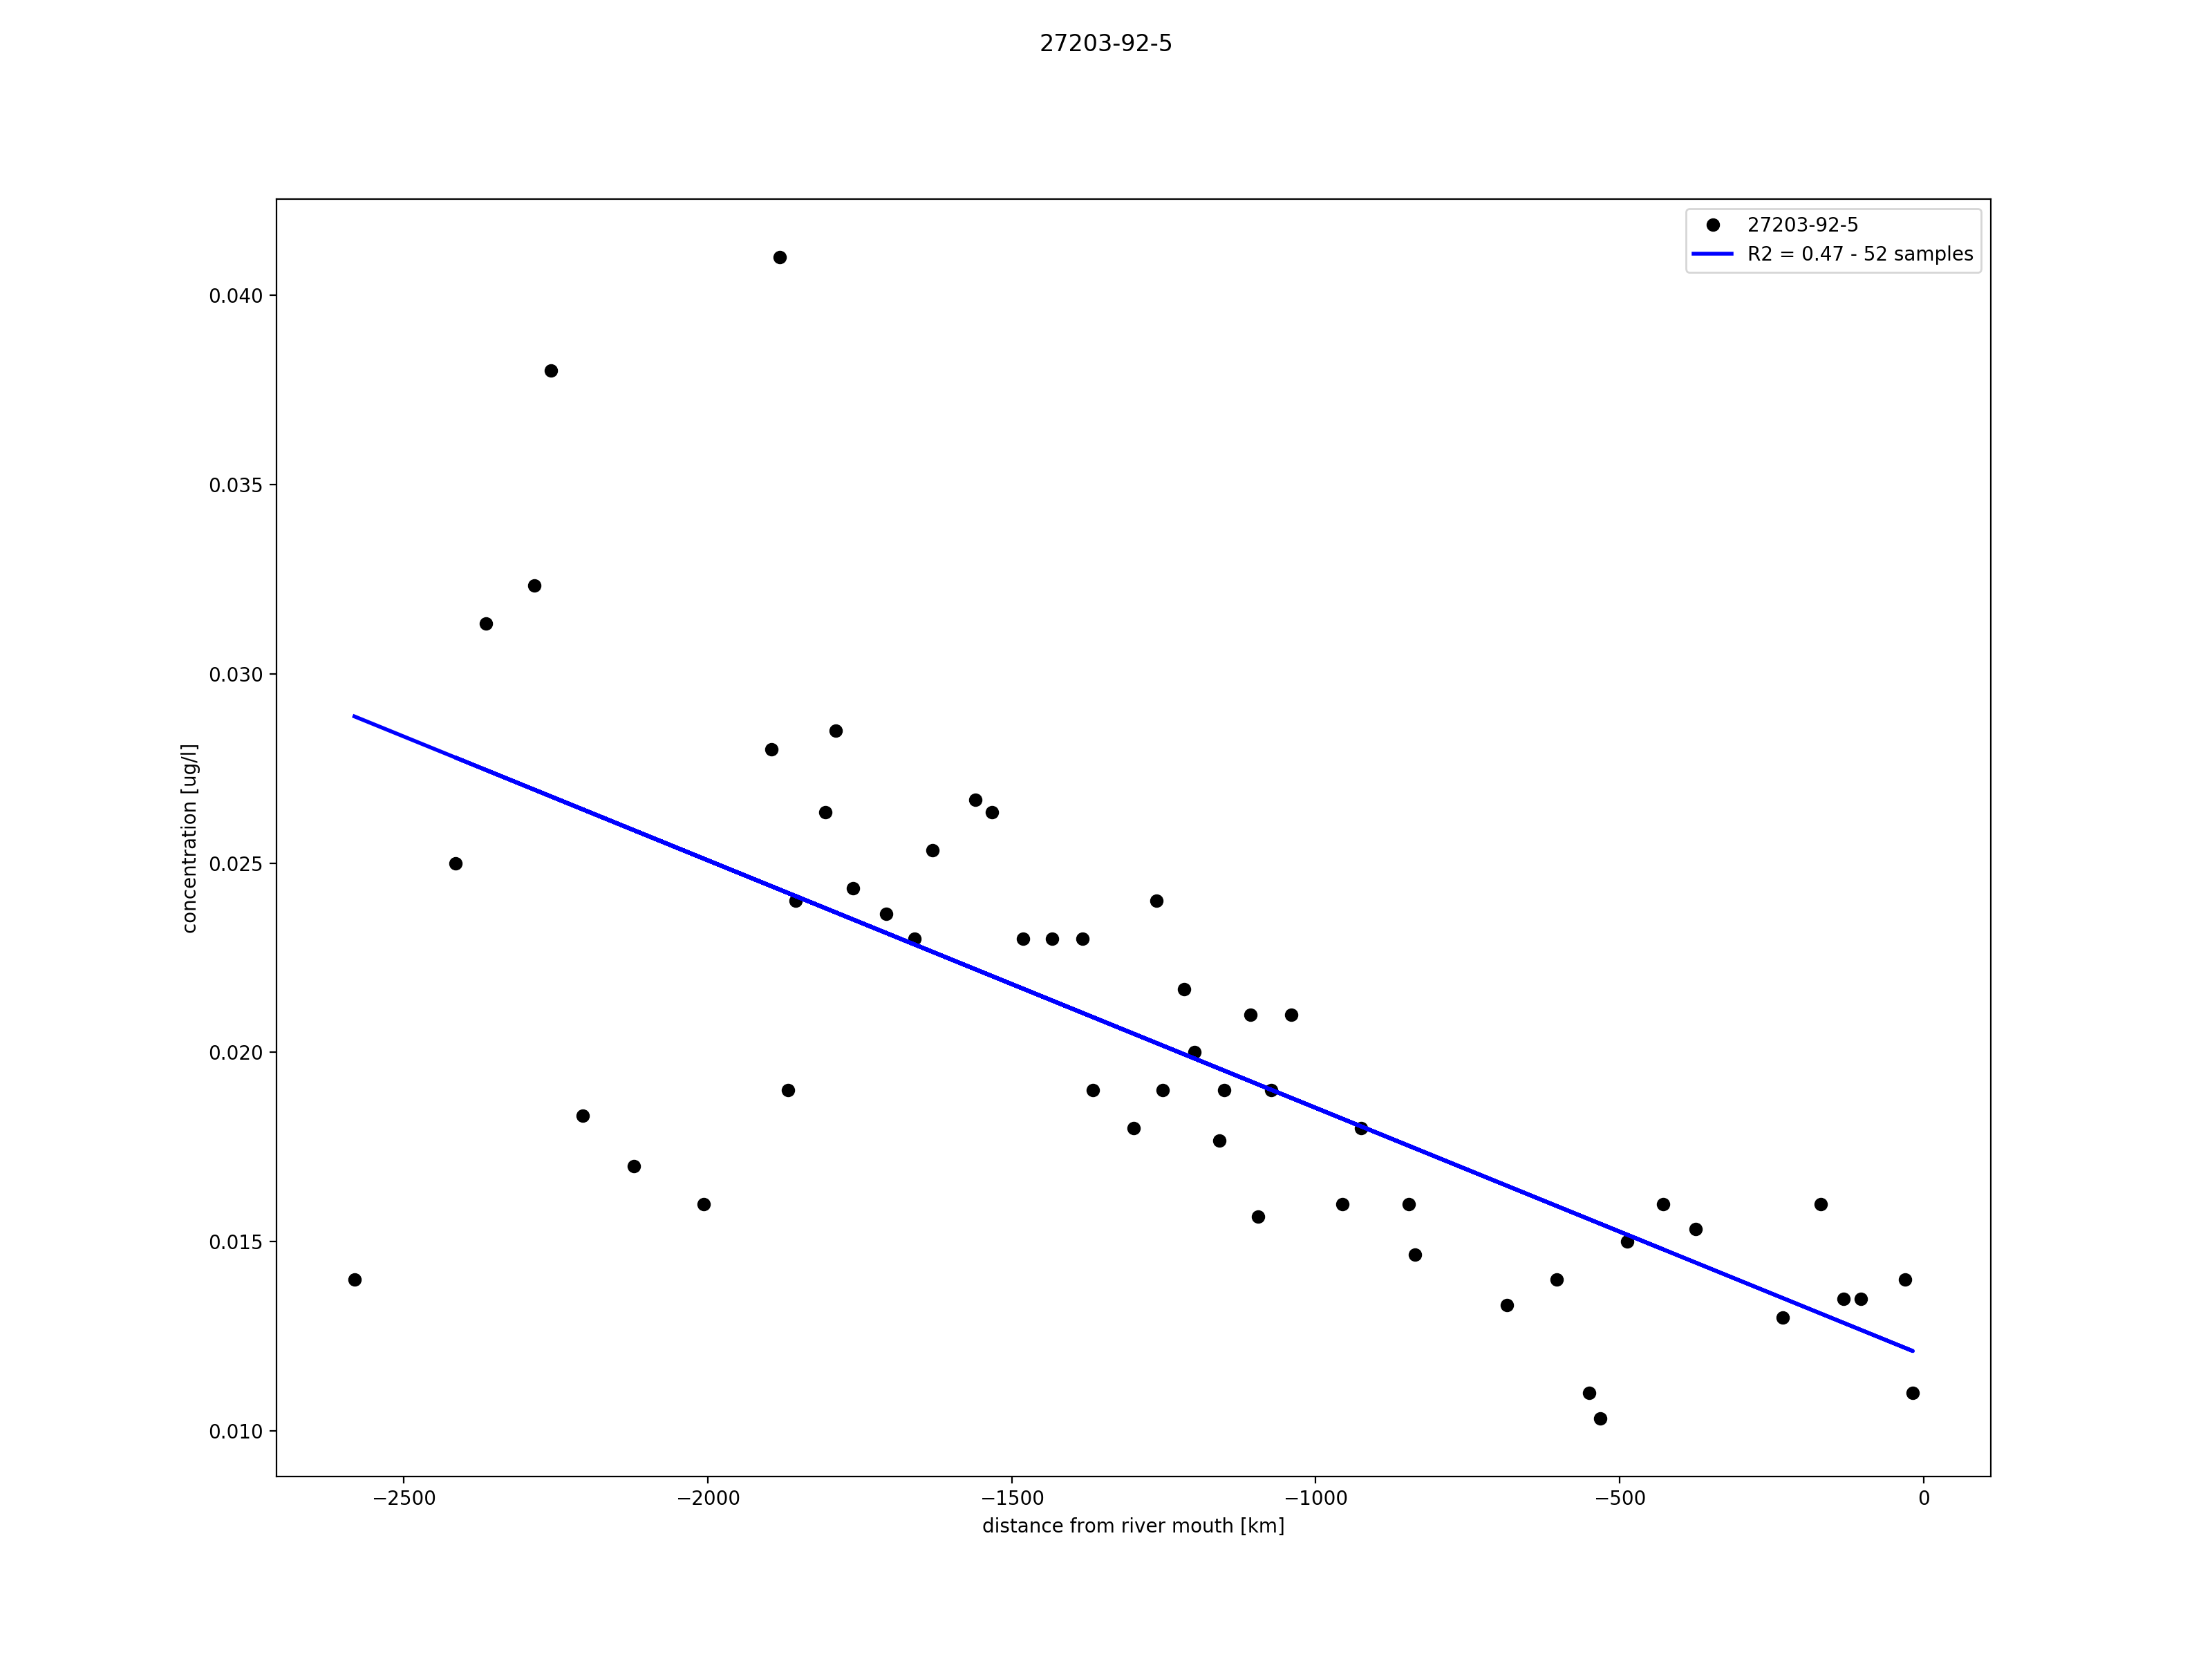 27203-92-5
27203-92-5
R2 = 0.47 - 52 samples
0.040
0.035
0.030
0.025
0.020
0.015
0.010
concentration [ug/l]
−2500 −2000 −1500 −1000 −500 0
distance from river mouth [km]